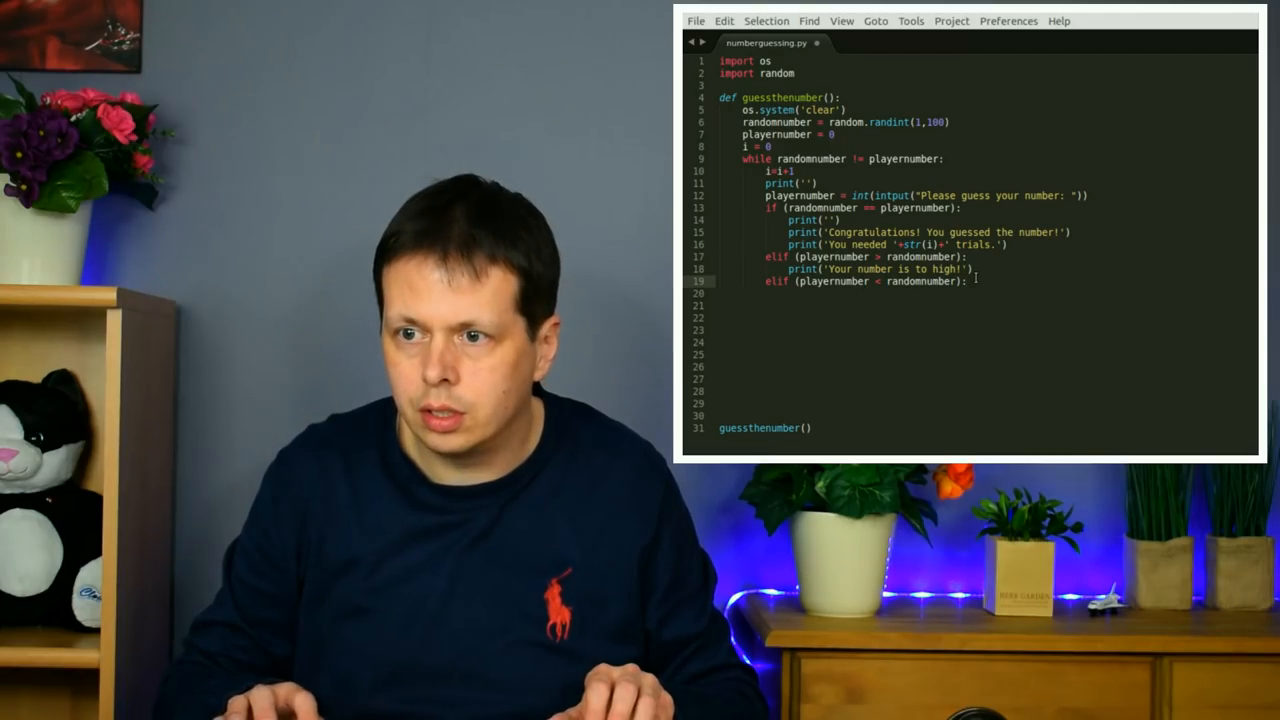 File Edit Selection Find View Goto Tools Project Preferences Help
numberguessing.py
1 import os
2 import random
3
4 def guessthenumber():
5 os.system('clear')
6 randomnumber = random.randint(1,100)
7 playernumber = 0
8 i = 0
9 while randomnumber != playernumber:
10 i=i+1
11 print('')
12 playernumber = int(intput("Please guess your number: "))
13 if (randomnumber == playernumber):
14 print('')
15 print('Congratulations! You guessed the number!')
16 print('You needed '+str(i)+' trials.')
17 elif (playernumber > randomnumber):
18 print('Your number is to high!')
19 elif (playernumber < randomnumber):
20
21
22
23
24
25
26
27
28
29
30
31 guessthenumber()
HERB GARDEN